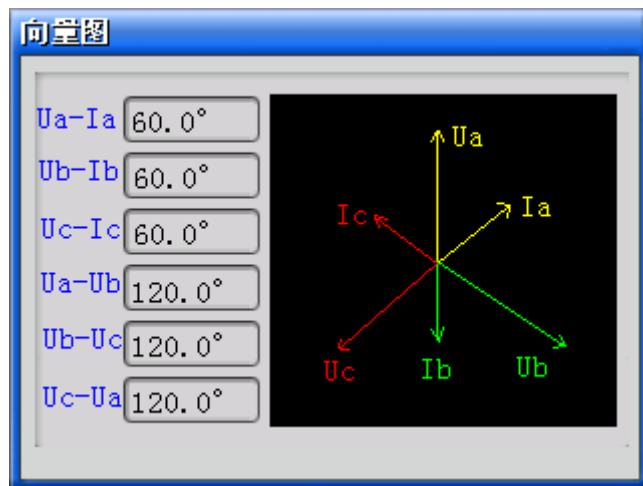 向量图
Ua-Ia 60.0°
Ub-Ib 60.0°
Uc-Ic 60.0°
Ua-Ub 120.0°
Ub-Uc 120.0°
Uc-Ua 120.0°
Ua
Ic
Ia
Uc
Ib
Ub